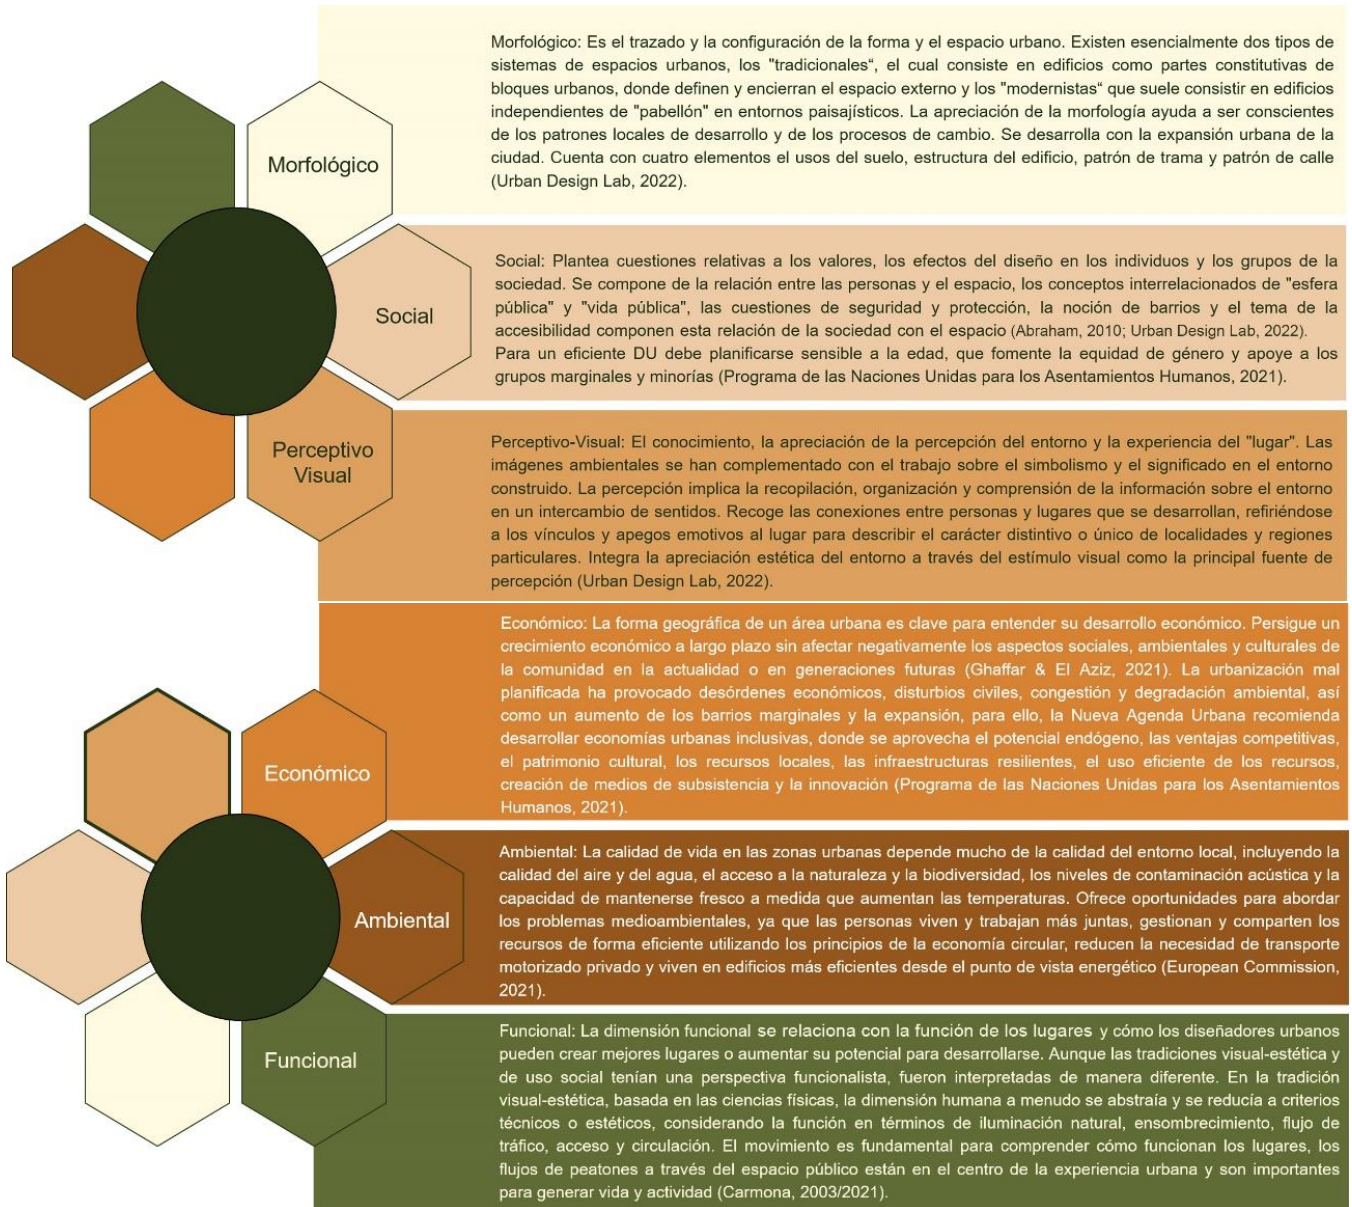 Morfológico
Morfológico: Es el trazado y la configuración de la forma y el espacio urbano. Existen esencialmente dos tipos de
sistemas de espacios urbanos, los "tradicionales“, el cual consiste en edificios como partes constitutivas de
bloques urbanos, donde definen y encierran el espacio externo y los "modernistas“ que suele consistir en edificios
independientes de "pabellón" en entornos paisajísticos. La apreciación de la morfología ayuda a ser conscientes
de los patrones locales de desarrollo y de los procesos de cambio. Se desarrolla con la expansión urbana de la
ciudad. Cuenta con cuatro elementos el usos del suelo, estructura del edificio, patrón de trama y patrón de calle
(Urban Design Lab, 2022).
Social
Social: Plantea cuestiones relativas a los valores, los efectos del diseño en los individuos y los grupos de la
sociedad. Se compone de la relación entre las personas y el espacio, los conceptos interrelacionados de "esfera
pública" y "vida pública", las cuestiones de seguridad y protección, la noción de barrios y el tema de la
accesibilidad componen esta relación de la sociedad con el espacio (Abraham, 2010; Urban Design Lab, 2022).
Para un eficiente DU debe planificarse sensible a la edad, que fomente la equidad de género y apoye a los
grupos marginales y minorías (Programa de las Naciones Unidas para los Asentamientos Humanos, 2021).
Perceptivo
Visual
Perceptivo-Visual: El conocimiento, la apreciación de la percepción del entorno y la experiencia del "lugar". Las
imágenes ambientales se han complementado con el trabajo sobre el simbolismo y el significado en el entorno
construido. La percepción implica la recopilación, organización y comprensión de la información sobre el entorno
en un intercambio de sentidos. Recoge las conexiones entre personas y lugares que se desarrollan, refiriéndose
a los vínculos y apegos emotivos al lugar para describir el carácter distintivo o único de localidades y regiones
particulares. Integra la apreciación estética del entorno a través del estímulo visual como la principal fuente de
percepción (Urban Design Lab, 2022).
Económico
Económico: La forma geográfica de un área urbana es clave para entender su desarrollo económico. Persigue un
crecimiento económico a largo plazo sin afectar negativamente los aspectos sociales, ambientales y culturales de
la comunidad en la actualidad o en generaciones futuras (Ghaffar & El Aziz, 2021). La urbanización mal
planificada ha provocado desórdenes económicos, disturbios civiles, congestión y degradación ambiental, así
como un aumento de los barrios marginales y la expansión, para ello, la Nueva Agenda Urbana recomienda
desarrollar economías urbanas inclusivas, donde se aprovecha el potencial endógeno, las ventajas competitivas,
el patrimonio cultural, los recursos locales, las infraestructuras resilientes, el uso eficiente de los recursos,
creación de medios de subsistencia y la innovación (Programa de las Naciones Unidas para los Asentamientos
Humanos, 2021).
Ambiental
Ambiental: La calidad de vida en las zonas urbanas depende mucho de la calidad del entorno local, incluyendo la
calidad del aire y del agua, el acceso a la naturaleza y la biodiversidad, los niveles de contaminación acústica y la
capacidad de mantenerse fresco a medida que aumentan las temperaturas. Ofrece oportunidades para abordar
los problemas medioambientales, ya que las personas viven y trabajan más juntas, gestionan y comparten los
recursos de forma eficiente utilizando los principios de la economía circular, reducen la necesidad de transporte
motorizado privado y viven en edificios más eficientes desde el punto de vista energético (European Commission,
2021).
Funcional
Funcional: La dimensión funcional se relaciona con la función de los lugares y cómo los diseñadores urbanos
pueden crear mejores lugares o aumentar su potencial para desarrollarse. Aunque las tradiciones visual-estética y
de uso social tenían una perspectiva funcionalista, fueron interpretadas de manera diferente. En la tradición
visual-estética, basada en las ciencias físicas, la dimensión humana a menudo se abstraía y se reducía a criterios
técnicos o estéticos, considerando la función en términos de iluminación natural, ensombrecimiento, flujo de
tráfico, acceso y circulación. El movimiento es fundamental para comprender cómo funcionan los lugares, los
flujos de peatones a través del espacio público están en el centro de la experiencia urbana y son importantes
para generar vida y actividad (Carmona, 2003/2021).